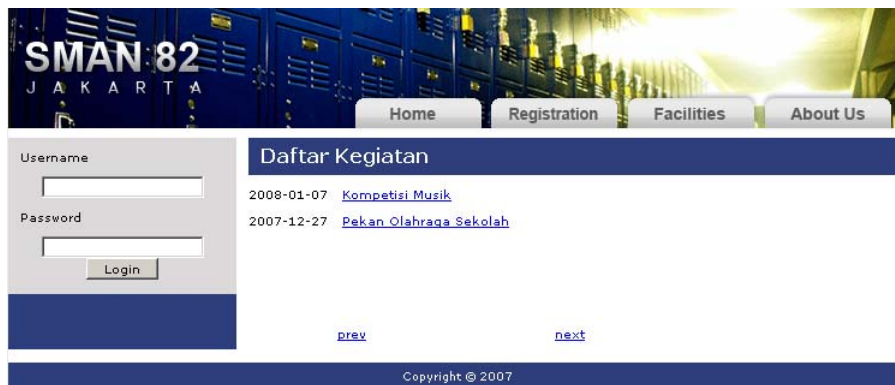 SMAN 82
JAKARTA
Home Registration Facilities About Us
Username
Password
Login
Daftar Kegiatan
2008-01-07 Kompetisi Musik
2007-12-27 Pekan Olahraga Sekolah
prev next
Copyright © 2007